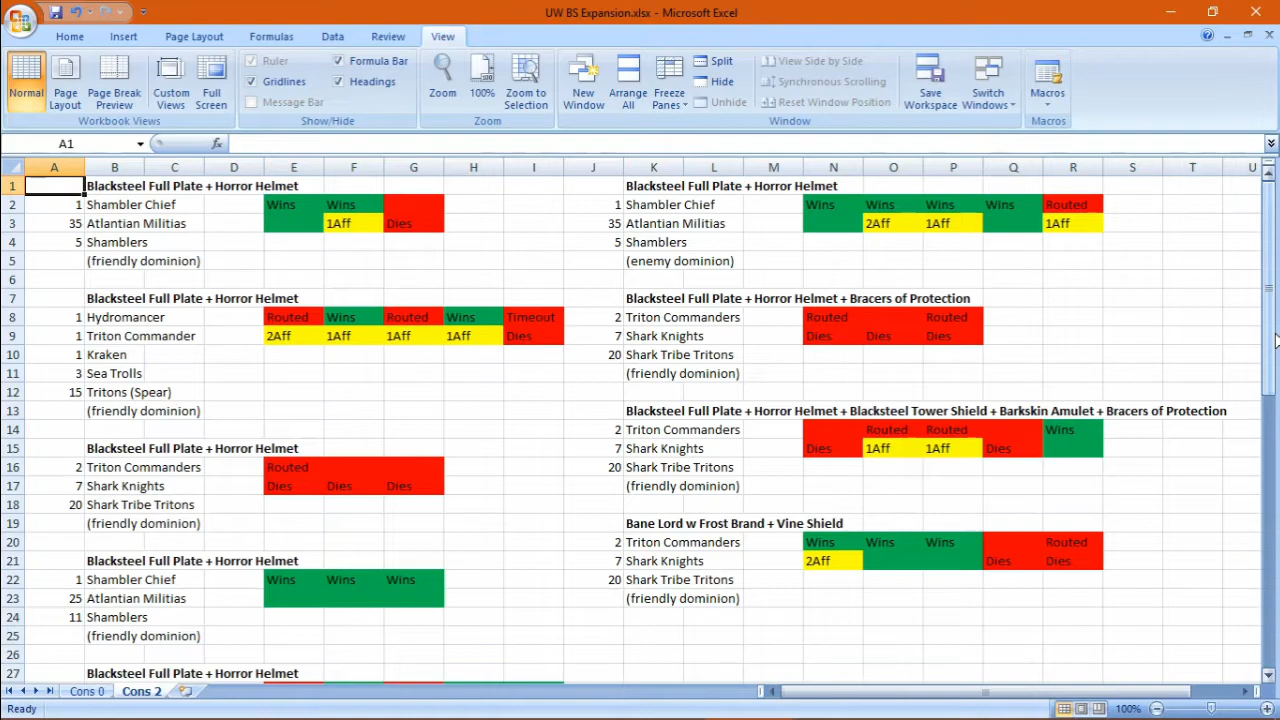 UW BS Expansion.xlsx - Microsoft Excel
Home Insert Page Layout Formulas Data Review View
Normal Page Layout Page Break Preview Custom Views Full Screen
Workbook Views
Ruler Formula Bar
Gridlines Headings
Message Bar
Show/Hide
Zoom 100% Zoom to Selection
Zoom
New Window Arrange All Freeze Panes
Split View Side by Side
Hide Synchronous Scrolling
Unhide Reset Window Position
Save Workspace Switch Windows
Window
Macros
Macros
A1 fx
A B C D E F G H I J K L M N O P Q R S T U
1 Blacksteel Full Plate + Horror Helmet Blacksteel Full Plate + Horror Helmet
2 1 Shambler Chief Wins Wins 1 Shambler Chief Wins Wins Wins Wins Routed
3 35 Atlantian Militias 1Aff Dies 35 Atlantian Militias 2Aff 1Aff 1Aff
4 5 Shamblers 5 Shamblers
5 (friendly dominion) (enemy dominion)
6
7 Blacksteel Full Plate + Horror Helmet Blacksteel Full Plate + Horror Helmet + Bracers of Protection
8 1 Hydromancer Routed Wins Routed Wins Timeout 2 Triton Commanders Routed Routed
9 1 Triton Commander 2Aff 1Aff 1Aff 1Aff Dies 7 Shark Knights Dies Dies Dies
10 1 Kraken 20 Shark Tribe Tritons
11 3 Sea Trolls (friendly dominion)
12 15 Tritons (Spear)
13 (friendly dominion) Blacksteel Full Plate + Horror Helmet + Blacksteel Tower Shield + Barkskin Amulet + Bracers of Protection
14 2 Triton Commanders Routed Routed Wins
15 Blacksteel Full Plate + Horror Helmet 7 Shark Knights Dies 1Aff 1Aff Dies
16 2 Triton Commanders Routed 20 Shark Tribe Tritons
17 7 Shark Knights Dies Dies Dies (friendly dominion)
18 20 Shark Tribe Tritons
19 (friendly dominion) Bane Lord w Frost Brand + Vine Shield
20 2 Triton Commanders Wins Wins Wins Routed
21 Blacksteel Full Plate + Horror Helmet 7 Shark Knights 2Aff Dies Dies
22 1 Shambler Chief Wins Wins Wins 20 Shark Tribe Tritons
23 25 Atlantian Militias (friendly dominion)
24 11 Shamblers
25 (friendly dominion)
26
27 Blacksteel Full Plate + Horror Helmet
Cons 0 Cons 2
Ready 100%